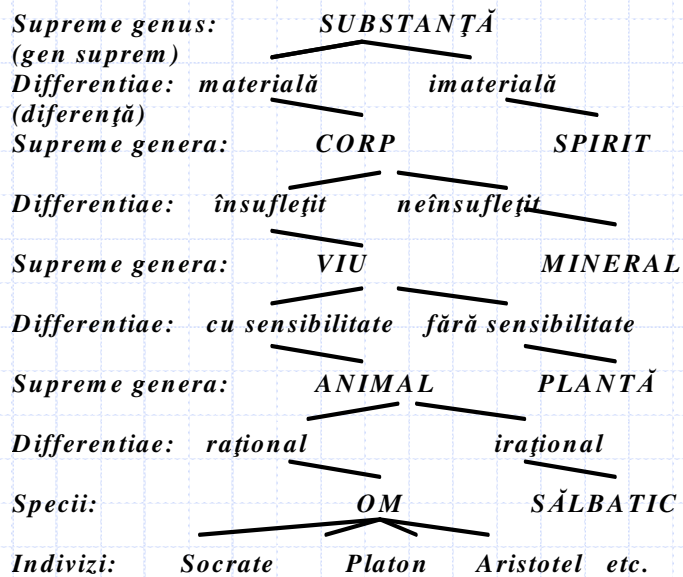 Supreme genus: SUBSTANŢĂ
(gen suprem)
Differentiae: materială imaterială
(diferenţă)
Supreme genera: CORP SPIRIT
Differentiae: însufleţit neînsufleţit
Supreme genera: VIU MINERAL
Differentiae: cu sensibilitate fără sensibilitate
Supreme genera: ANIMAL PLANTĂ
Differentiae: raţional iraţional
Specii: OM SĂLBATIC
Indivizi: Socrate Platon Aristotel etc.